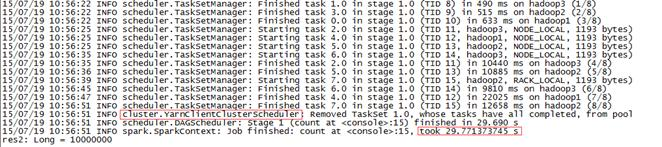 15/07/19 10:56:22 INFO scheduler.TaskSetManager: Finished task 1.0 in stage 1.0 (TID 8) in 490 ms on hadoop1 (1/8)
15/07/19 10:56:22 INFO scheduler.TaskSetManager: Finished task 3.0 in stage 1.0 (TID 9) in 515 ms on hadoop2 (2/8)
15/07/19 10:56:22 INFO scheduler.TaskSetManager: Finished task 0.0 in stage 1.0 (TID 10) in 633 ms on hadoop1 (3/8)
15/07/19 10:56:25 INFO scheduler.TaskSetManager: Starting task 2.0 in stage 1.0 (TID 11, hadoop3, NODE_LOCAL, 1193 bytes)
15/07/19 10:56:25 INFO scheduler.TaskSetManager: Starting task 4.0 in stage 1.0 (TID 12, hadoop1, NODE_LOCAL, 1193 bytes)
15/07/19 10:56:25 INFO scheduler.TaskSetManager: Starting task 5.0 in stage 1.0 (TID 13, hadoop2, NODE_LOCAL, 1193 bytes)
15/07/19 10:56:35 INFO scheduler.TaskSetManager: Starting task 6.0 in stage 1.0 (TID 14, hadoop3, NODE_LOCAL, 1193 bytes)
15/07/19 10:56:35 INFO scheduler.TaskSetManager: Finished task 2.0 in stage 1.0 (TID 11) in 10440 ms on hadoop3 (4/8)
15/07/19 10:56:36 INFO scheduler.TaskSetManager: Finished task 5.0 in stage 1.0 (TID 13) in 10885 ms on hadoop2 (5/8)
15/07/19 10:56:39 INFO scheduler.TaskSetManager: Starting task 7.0 in stage 1.0 (TID 15, hadoop2, RACK_LOCAL, 1193 bytes)
15/07/19 10:56:45 INFO scheduler.TaskSetManager: Finished task 6.0 in stage 1.0 (TID 14) in 9810 ms on hadoop3 (6/8)
15/07/19 10:56:47 INFO scheduler.TaskSetManager: Finished task 4.0 in stage 1.0 (TID 12) in 22025 ms on hadoop1 (7/8)
15/07/19 10:56:51 INFO scheduler.TaskSetManager: Finished task 7.0 in stage 1.0 (TID 15) in 12658 ms on hadoop2 (8/8)
15/07/19 10:56:51 INFO cluster.YarnClientClusterScheduler: Removed TaskSet 1.0, whose tasks have all completed, from pool
15/07/19 10:56:51 INFO scheduler.DAGScheduler: Stage 1 (count at <console>:15) finished in 29.690 s
15/07/19 10:56:51 INFO spark.SparkContext: Job finished: count at <console>:15, took 29.771373745 s
res2: Long = 10000000